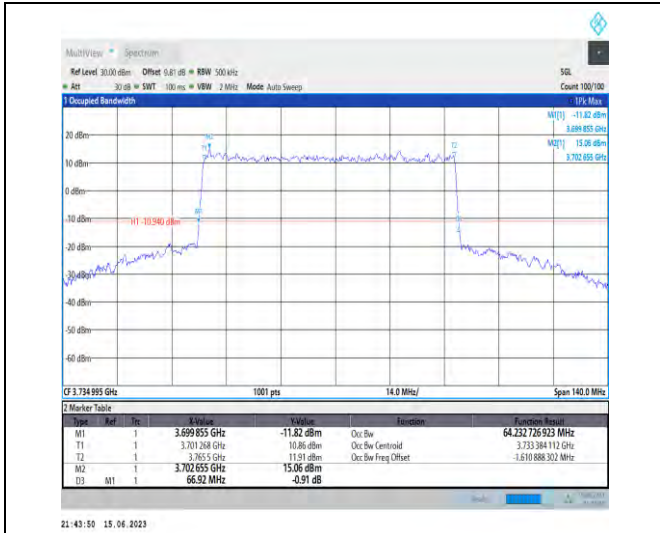 MultiView Spectrum
Ref Level 30.00 dBm Offset 9.81 dB RBW 500 kHz SGL
Att 30 dB SWT 100 ms VBW 2 MHz Mode Auto Sweep Count 100/100
1 Occupied Bandwidth 1Pk Max
M1[1] -11.82 dBm
3.699 855 GHz
M2[1] 15.06 dBm
3.702 655 GHz
M2
T1
T2
20 dBm
10 dBm
0 dBm
M1
-10 dBm
H1 -10.940 dBm
-20 dBm
-30 dBm
-40 dBm
-50 dBm
-60 dBm
CF 3.734 995 GHz 1001 pts 14.0 MHz/ Span 140.0 MHz
2 Marker Table
Type Ref Trc X-Value Y-Value Function Function Result
M1 1 3.699 855 GHz -11.82 dBm Occ Bw 64.232 726 923 MHz
T1 1 3.701 268 GHz 10.86 dBm Occ Bw Centroid 3.733 384 112 GHz
T2 1 3.765 5 GHz 11.91 dBm Occ Bw Freq Offset -1.610 888 302 MHz
M2 1 3.702 655 GHz 15.06 dBm
D3 M1 1 66.92 MHz -0.91 dB
21:43:50 15.06.2023